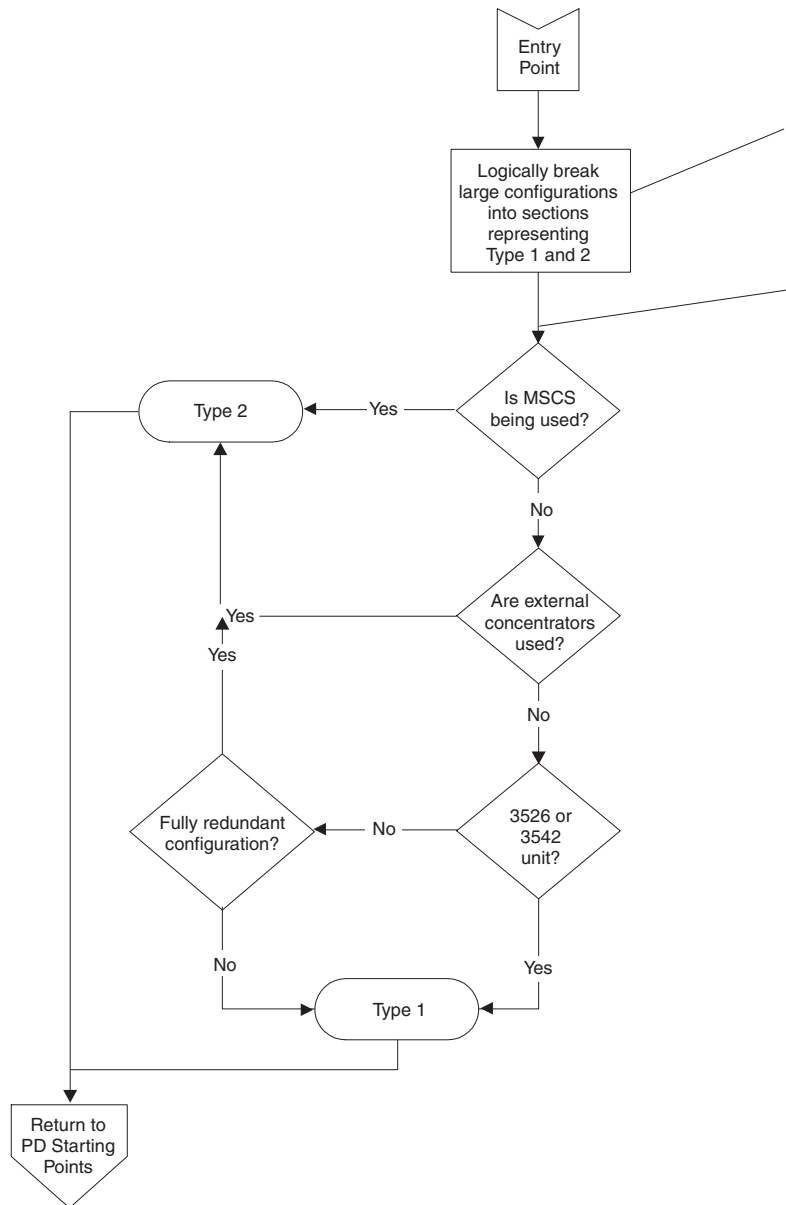 Entry
Point
Logically break
large configurations
into sections
representing
Type 1 and 2
Is MSCS
being used?
Yes
Type 2
No
Are external
concentrators
used?
Yes
Yes
No
3526 or
3542
unit?
No
Fully redundant
configuration?
No
Yes
Type 1
Return to
PD Starting
Points